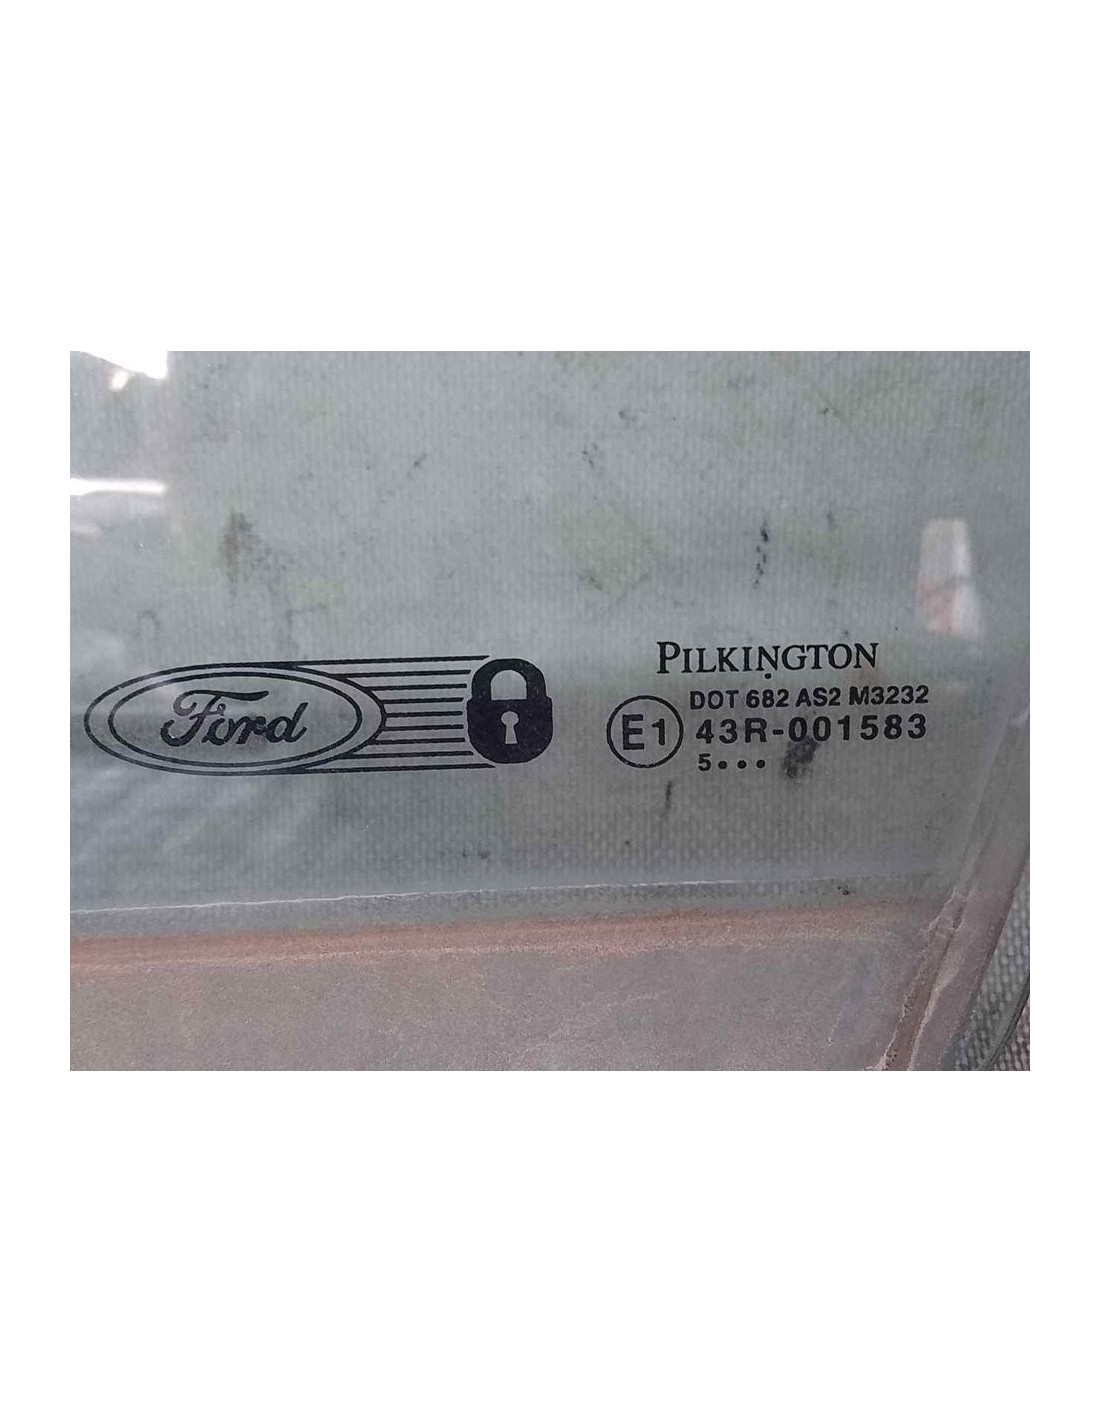 Ford
PILKINGTON
DOT 682 AS2 M3232
E1 43R-001583
5•••